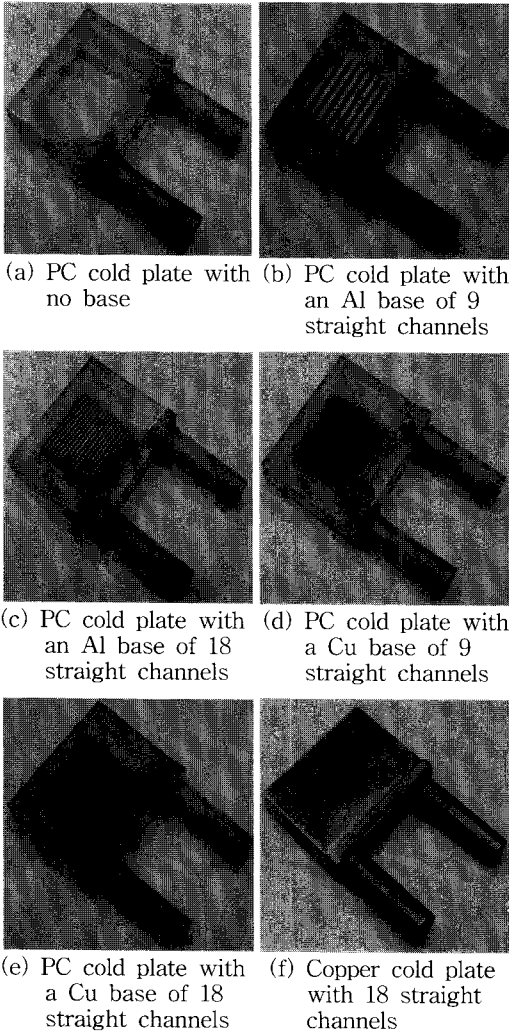 (a) PC cold plate with
no base
(b) PC cold plate with
an Al base of 9
straight channels
(c) PC cold plate with
an Al base of 18
straight channels
(d) PC cold plate with
a Cu base of 9
straight channels
(e) PC cold plate with
a Cu base of 18
straight channels
(f) Copper cold plate
with 18 straight
channels